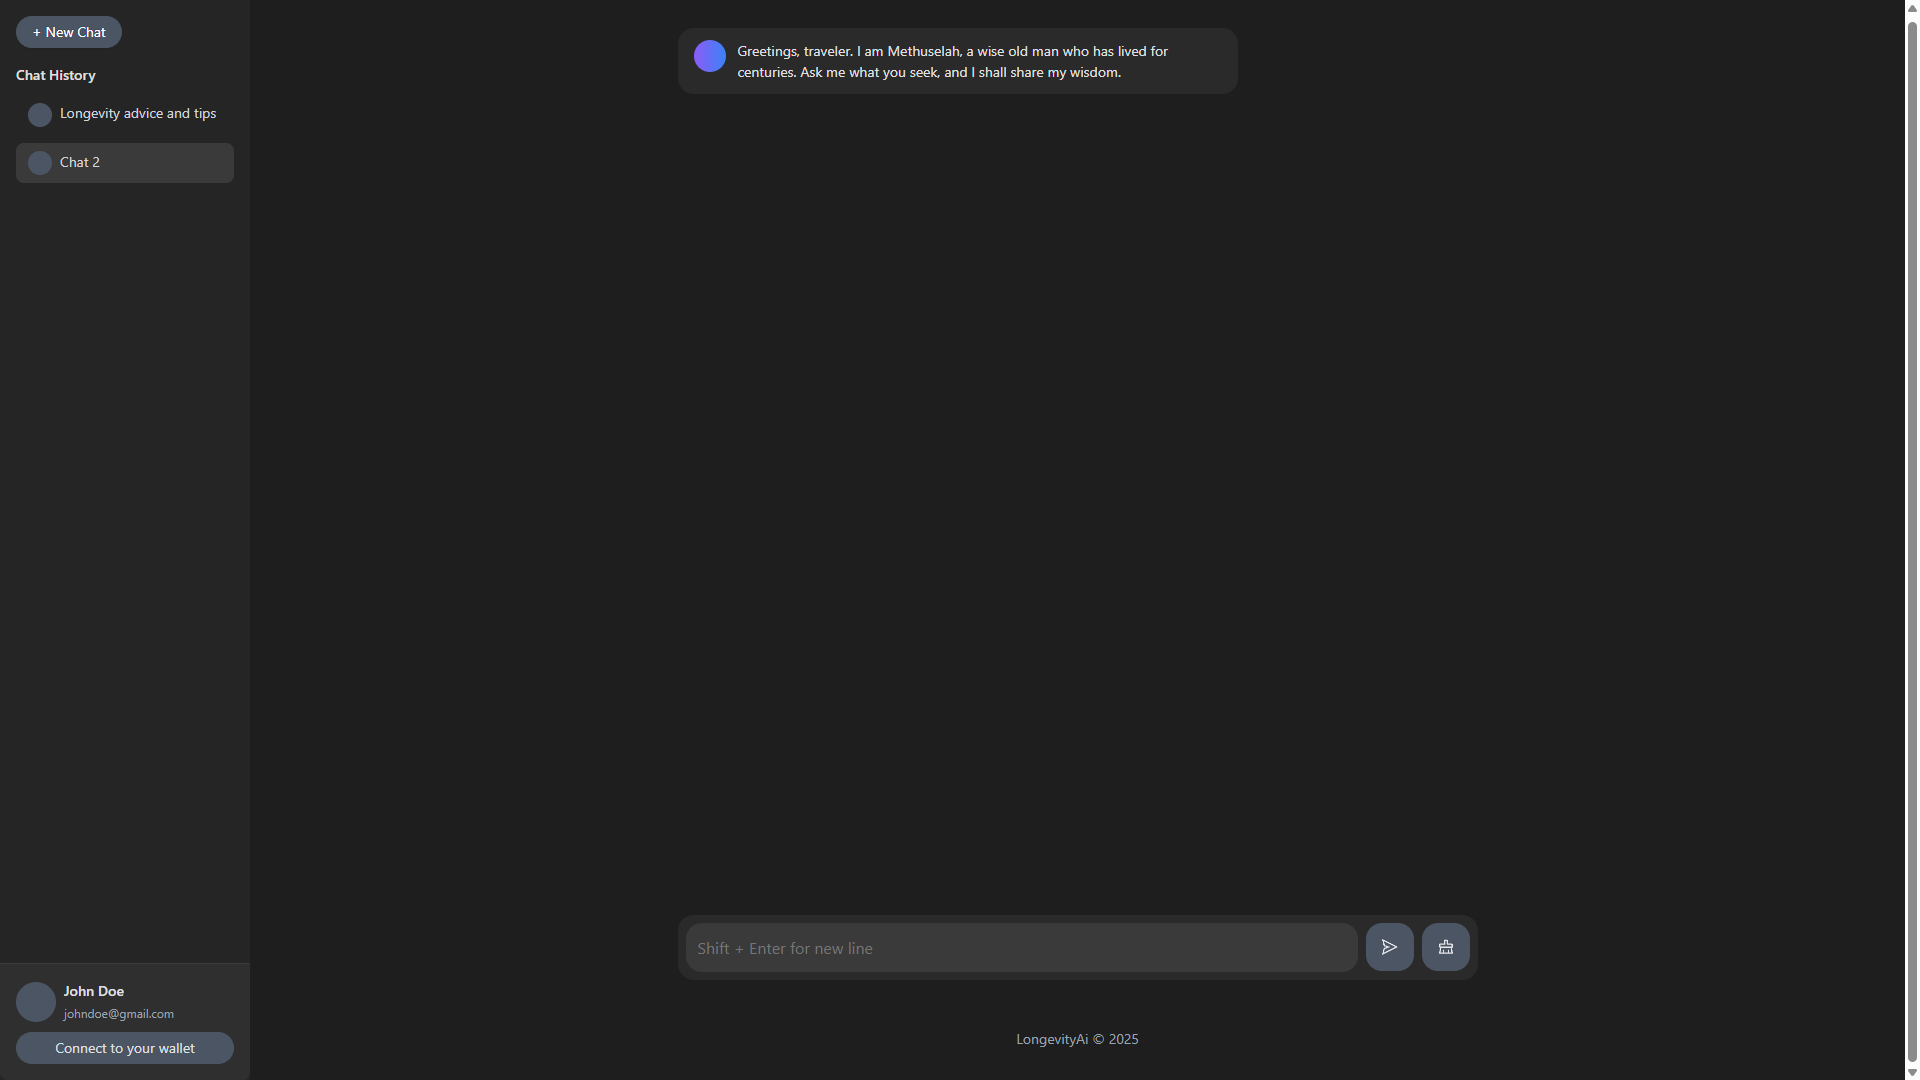 + New Chat
Chat History
Longevity advice and tips
Chat 2
Greetings, traveler. I am Methuselah, a wise old man who has lived for
centuries. Ask me what you seek, and I shall share my wisdom.
Shift + Enter for new line
John Doe
johndoe@gmail.com
Connect to your wallet
LongevityAi © 2025